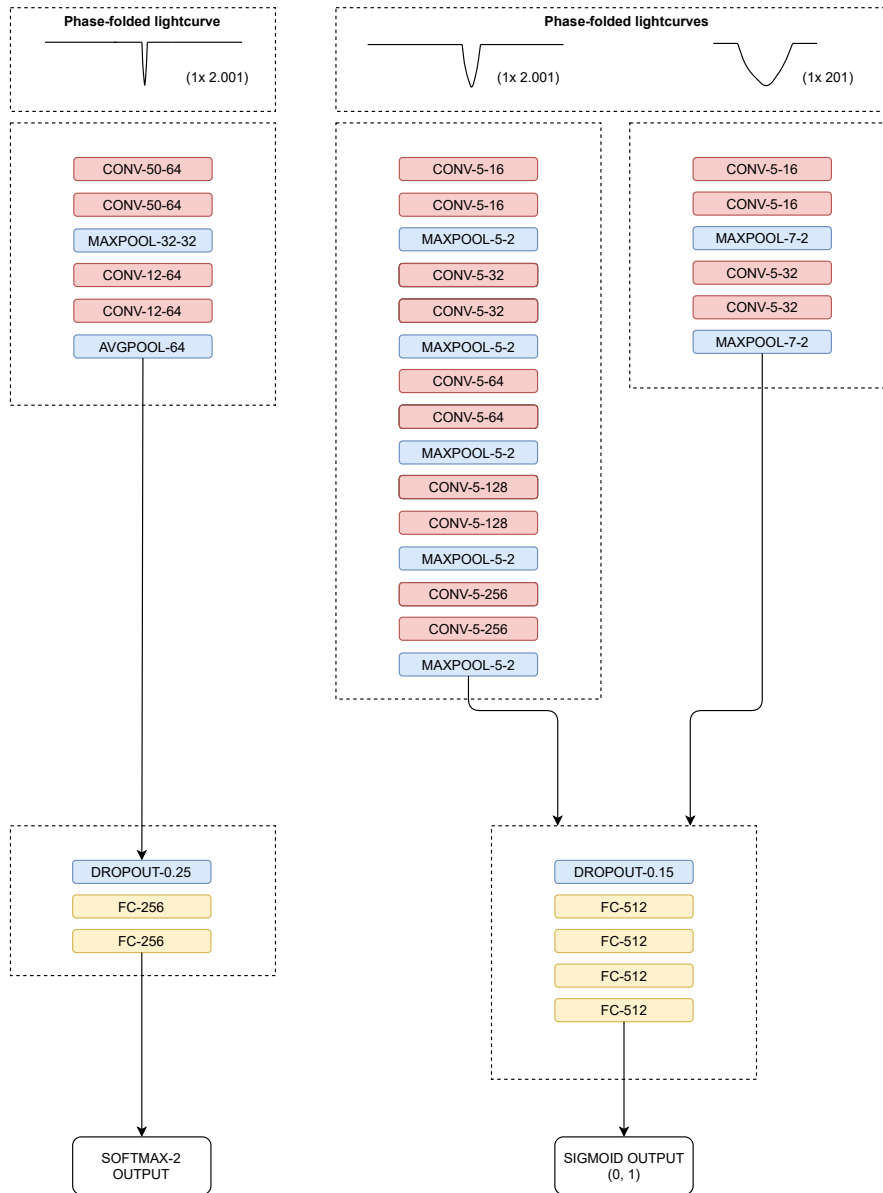 Phase-folded lightcurve
(1x 2.001)
CONV-50-64
CONV-50-64
MAXPOOL-32-32
CONV-12-64
CONV-12-64
AVGPOOL-64
DROPOUT-0.25
FC-256
FC-256
SOFTMAX-2
OUTPUT
Phase-folded lightcurves
(1x 2.001)
(1x 201)
CONV-5-16
CONV-5-16
MAXPOOL-5-2
CONV-5-32
CONV-5-32
MAXPOOL-5-2
CONV-5-64
CONV-5-64
MAXPOOL-5-2
CONV-5-128
CONV-5-128
MAXPOOL-5-2
CONV-5-256
CONV-5-256
MAXPOOL-5-2
CONV-5-16
CONV-5-16
MAXPOOL-7-2
CONV-5-32
CONV-5-32
MAXPOOL-7-2
DROPOUT-0.15
FC-512
FC-512
FC-512
FC-512
SIGMOID OUTPUT
(0, 1)